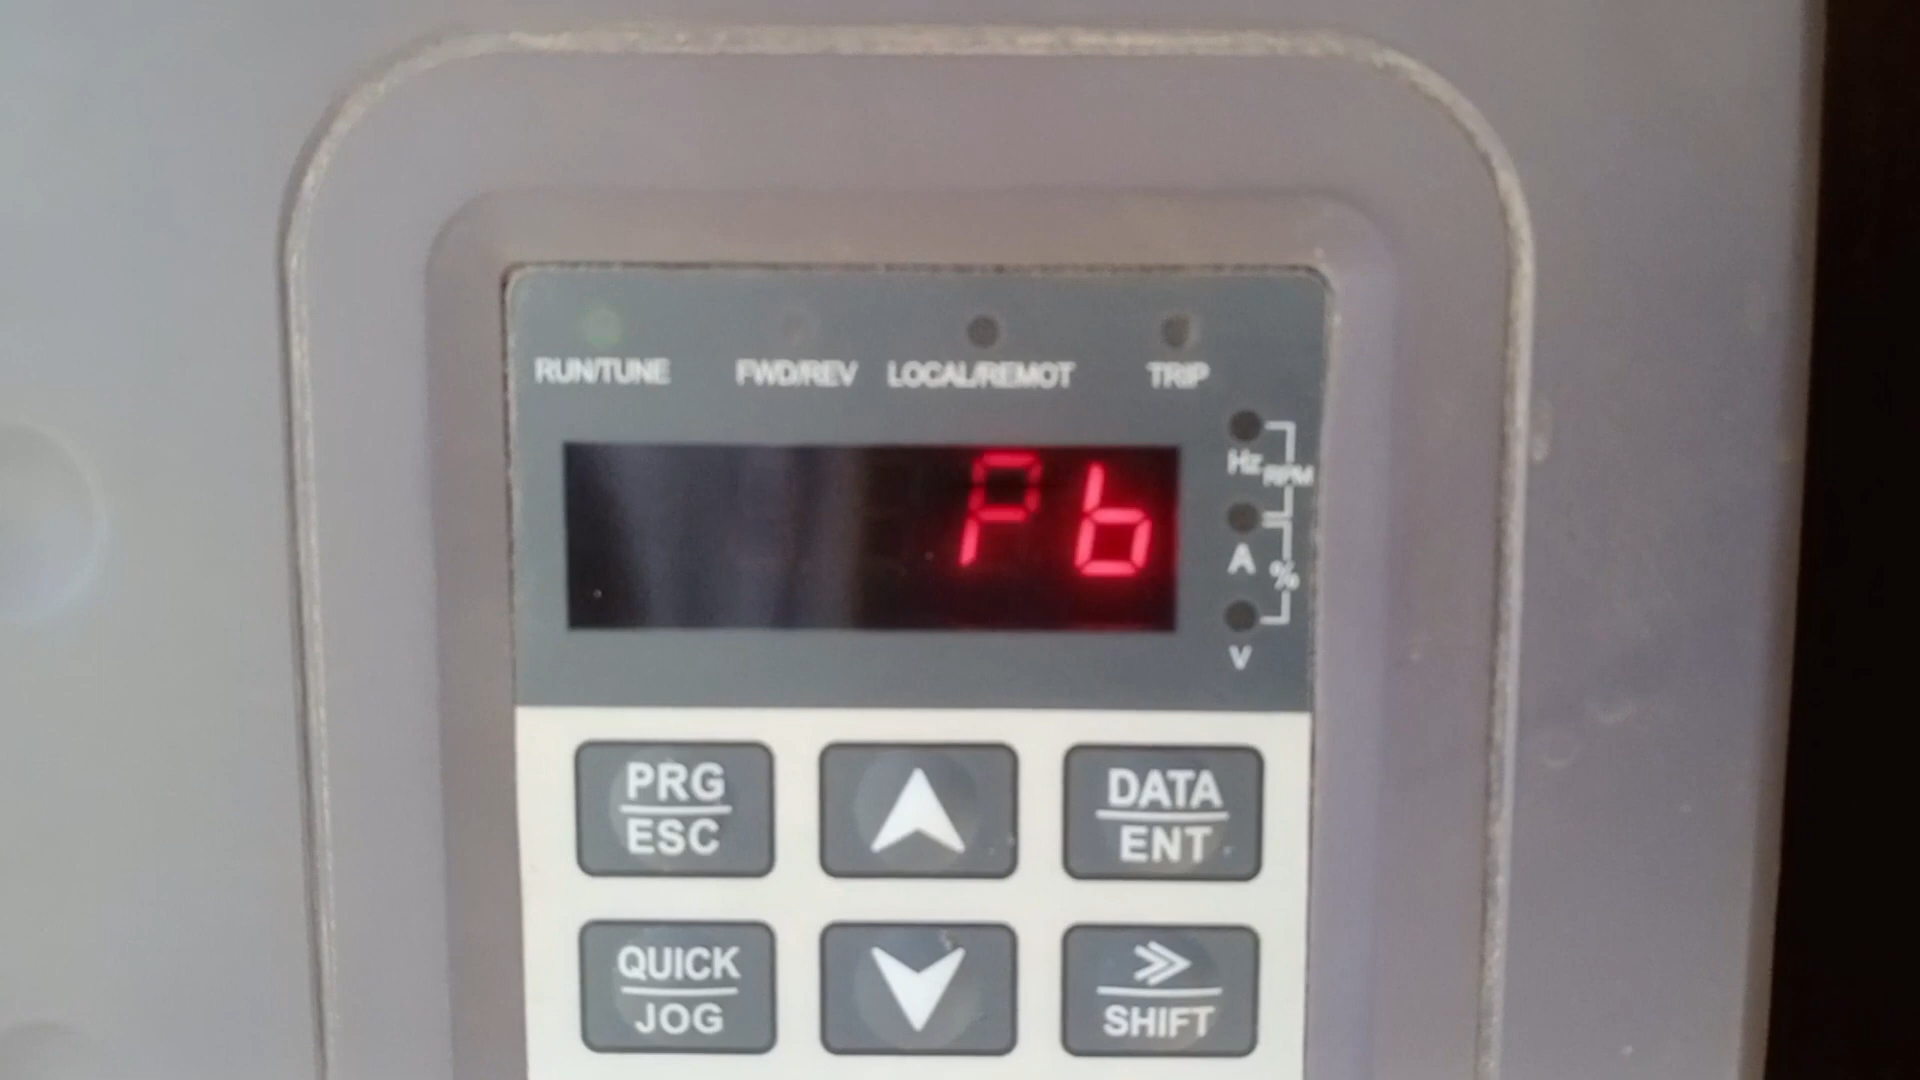 RUN/TUNE FWD/REV LOCAL/REMOT TRIP
Pb
Hz
RPM
A
%
V
PRG
ESC
DATA
ENT
QUICK
JOG
SHIFT